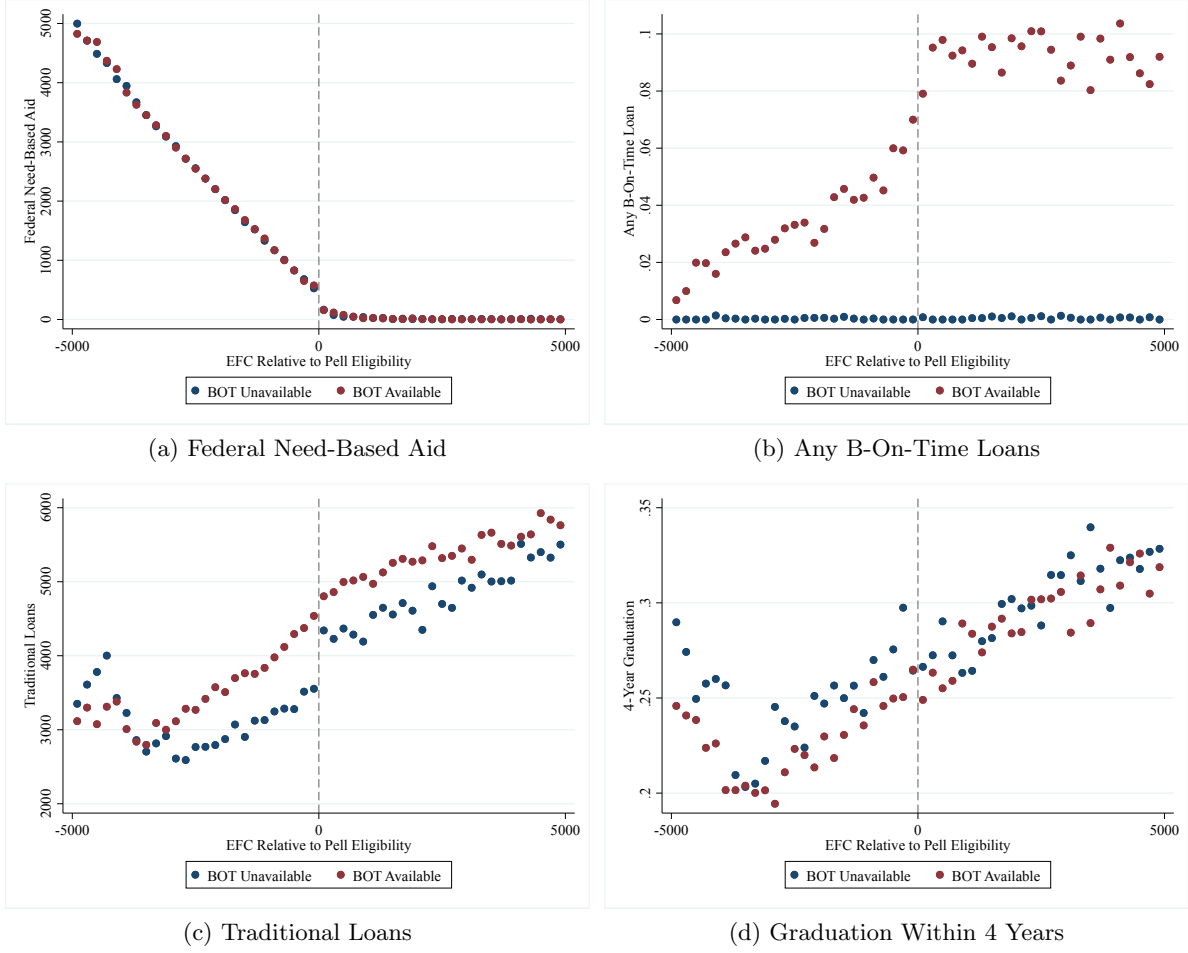 Federal Need-Based Aid
5000
4000
3000
2000
1000
0
-5000 0 5000
EFC Relative to Pell Eligibility
BOT Unavailable BOT Available
(a) Federal Need-Based Aid
Any B-On-Time Loan
.1
.08
.06
.04
.02
0
-5000 0 5000
EFC Relative to Pell Eligibility
BOT Unavailable BOT Available
(b) Any B-On-Time Loans
Traditional Loans
6000
5000
4000
3000
2000
-5000 0 5000
EFC Relative to Pell Eligibility
BOT Unavailable BOT Available
(c) Traditional Loans
4-Year Graduation
.35
.3
.25
.2
-5000 0 5000
EFC Relative to Pell Eligibility
BOT Unavailable BOT Available
(d) Graduation Within 4 Years